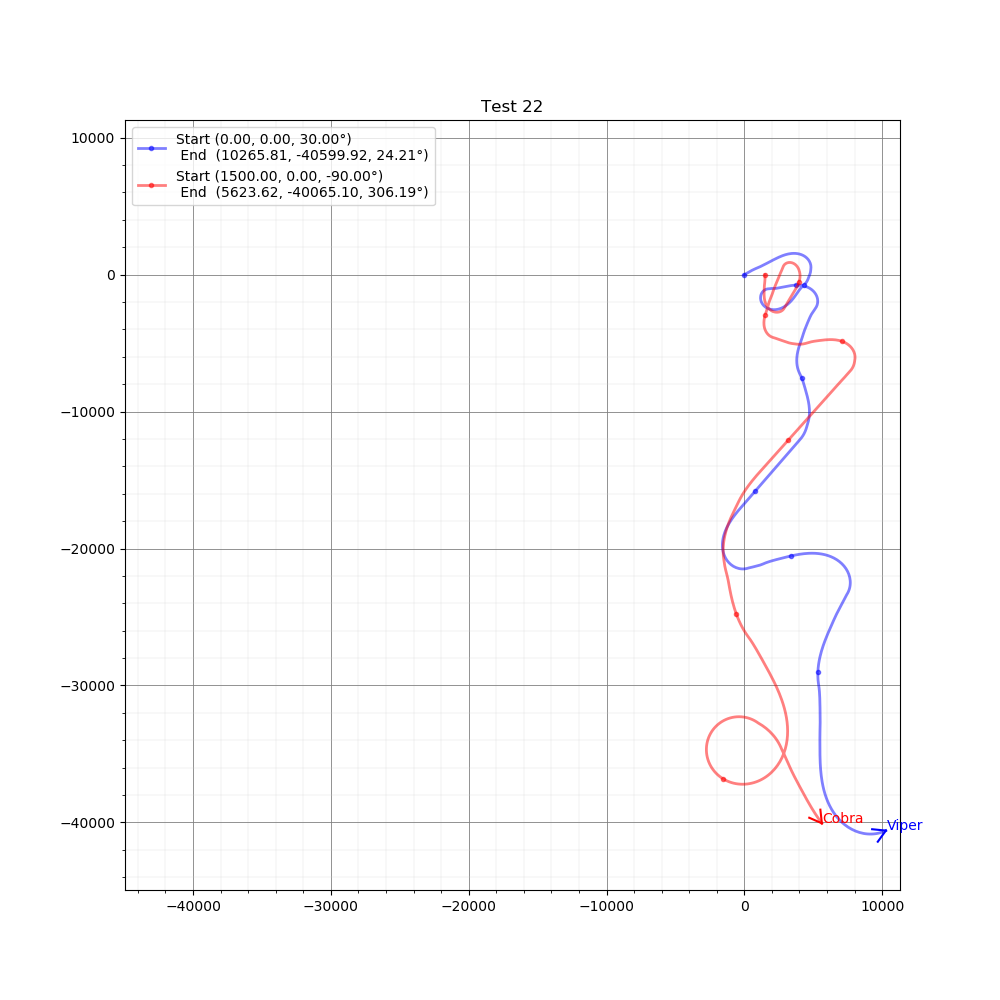 Test 22
Start (0.00, 0.00, 30.00°)
End (10265.81, -40599.92, 24.21°)
Start (1500.00, 0.00, -90.00°)
End (5623.62, -40065.10, 306.19°)
10000
0
−10000
−20000
−30000
−40000
Cobra
Viper
−40000 −30000 −20000 −10000 0 10000